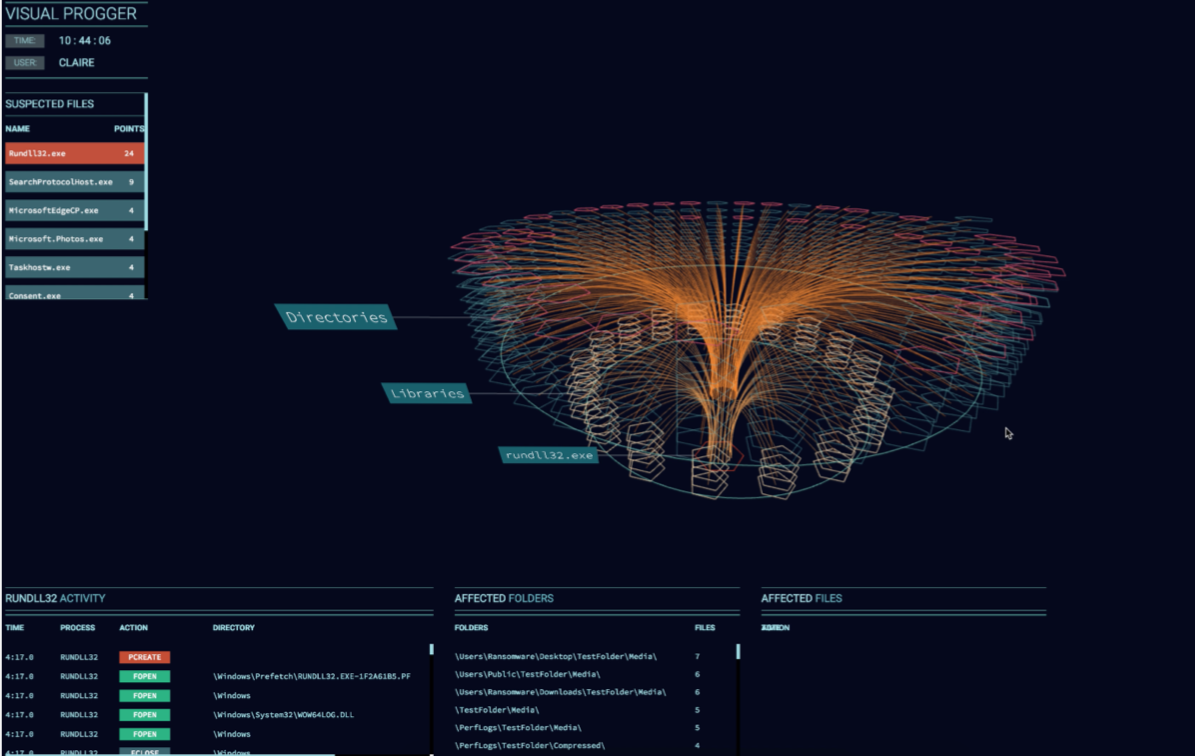 VISUAL PROGGER
TIME: 10 : 44 : 06
USER: CLAIRE
SUSPECTED FILES
NAME POINTS
Rundll32.exe 24
SearchProtocolHost.exe 9
MicrosoftEdgeCP.exe 4
Microsoft.Photos.exe 4
Taskhostw.exe 4
Consent.exe 4
Directories
Libraries
rundll32.exe
RUNDLL32 ACTIVITY
TIME PROCESS ACTION DIRECTORY
4:17.0 RUNDLL32 PCREATE
4:17.0 RUNDLL32 FOPEN \Windows\Prefetch\RUNDLL32.EXE-1F2A61B5.PF
4:17.0 RUNDLL32 FOPEN \Windows
4:17.0 RUNDLL32 FOPEN \Windows\System32\WOW64LOG.DLL
4:17.0 RUNDLL32 FOPEN \Windows
4:17.0 RUNDLL32 FCLOSE \Windows
AFFECTED FOLDERS
FOLDERS FILES
\Users\Ransomware\Desktop\TestFolder\Media\ 7
\Users\Public\TestFolder\Media\ 6
\Users\Ransomware\Downloads\TestFolder\Media\ 6
\TestFolder\Media\ 5
\PerfLogs\TestFolder\Media\ 5
\PerfLogs\TestFolder\Compressed\ 4
AFFECTED FILES